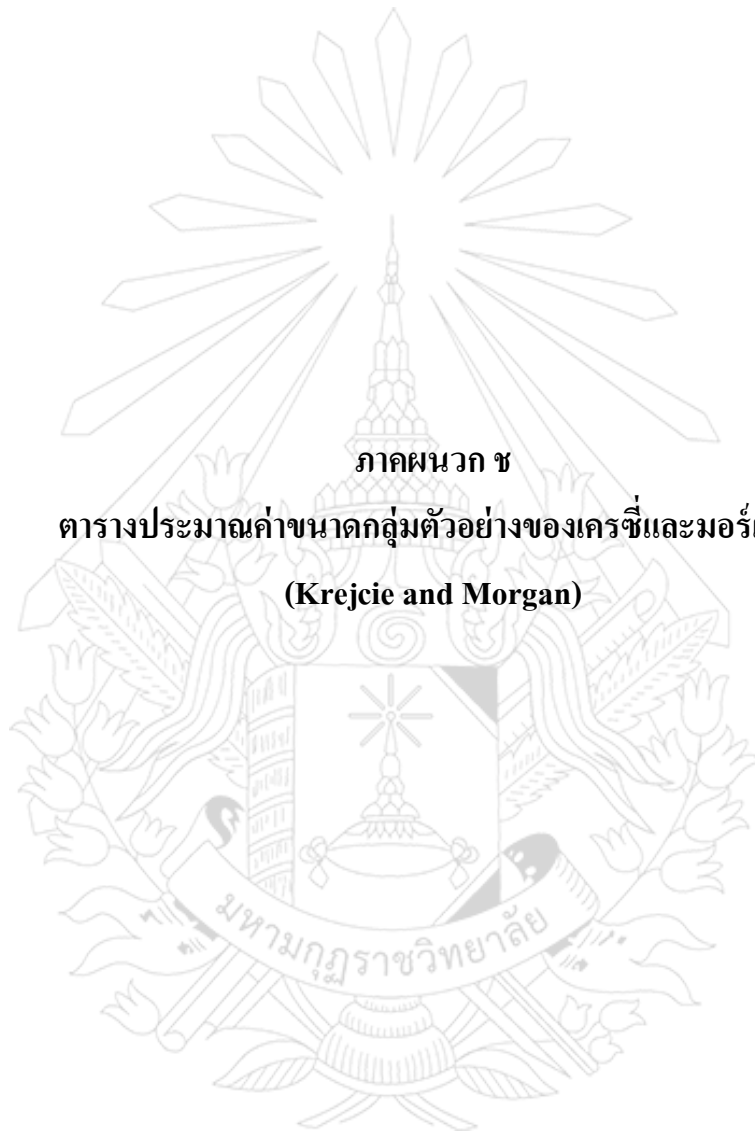 ภาคผนวก ช
ตารางประมาณค่าขนาดกลุ่มตัวอย่างของเครซี่และมอร์
(Krejcie and Morgan)
มหามกุฏราชวิทยาลัย